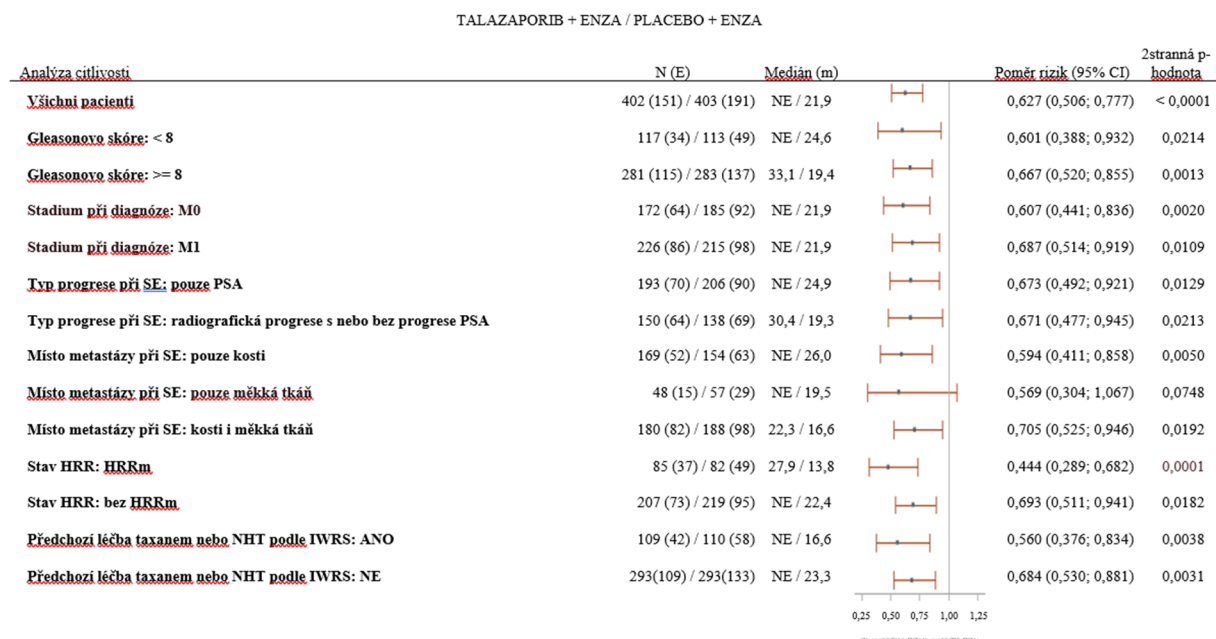 TALAZAPORIB + ENZA / PLACEBO + ENZA
Analýza citlivosti N (E) Medián (m) Poměr rizik (95% CI) 2stranná p-hodnota
Všichni pacienti 402 (151) / 403 (191) NE / 21,9 0,627 (0,506; 0,777) < 0,0001
Gleasonovo skóre: < 8 117 (34) / 113 (49) NE / 24,6 0,601 (0,388; 0,932) 0,0214
Gleasonovo skóre: >= 8 281 (115) / 283 (137) 33,1 / 19,4 0,667 (0,520; 0,855) 0,0013
Stadium při diagnóze: M0 172 (64) / 185 (92) NE / 21,9 0,607 (0,441; 0,836) 0,0020
Stadium při diagnóze: M1 226 (86) / 215 (98) NE / 21,9 0,687 (0,514; 0,919) 0,0109
Typ progrese při SE: pouze PSA 193 (70) / 206 (90) NE / 24,9 0,673 (0,492; 0,921) 0,0129
Typ progrese při SE: radiografická progrese s nebo bez progrese PSA 150 (64) / 138 (69) 30,4 / 19,3 0,671 (0,477; 0,945) 0,0213
Místo metastázy při SE: pouze kosti 169 (52) / 154 (63) NE / 26,0 0,594 (0,411; 0,858) 0,0050
Místo metastázy při SE: pouze měkká tkáň 48 (15) / 57 (29) NE / 19,5 0,569 (0,304; 1,067) 0,0748
Místo metastázy při SE: kosti i měkká tkáň 180 (82) / 188 (98) 22,3 / 16,6 0,705 (0,525; 0,946) 0,0192
Stav HRR: HRRm 85 (37) / 82 (49) 27,9 / 13,8 0,444 (0,289; 0,682) 0,0001
Stav HRR: bez HRRm 207 (73) / 219 (95) NE / 22,4 0,693 (0,511; 0,941) 0,0182
Předchozí léčba taxanem nebo NHT podle IWRS: ANO 109 (42) / 110 (58) NE / 16,6 0,560 (0,376; 0,834) 0,0038
Předchozí léčba taxanem nebo NHT podle IWRS: NE 293(109) / 293(133) NE / 23,3 0,684 (0,530; 0,881) 0,0031
0,25 0,50 0,75 1,00 1,25